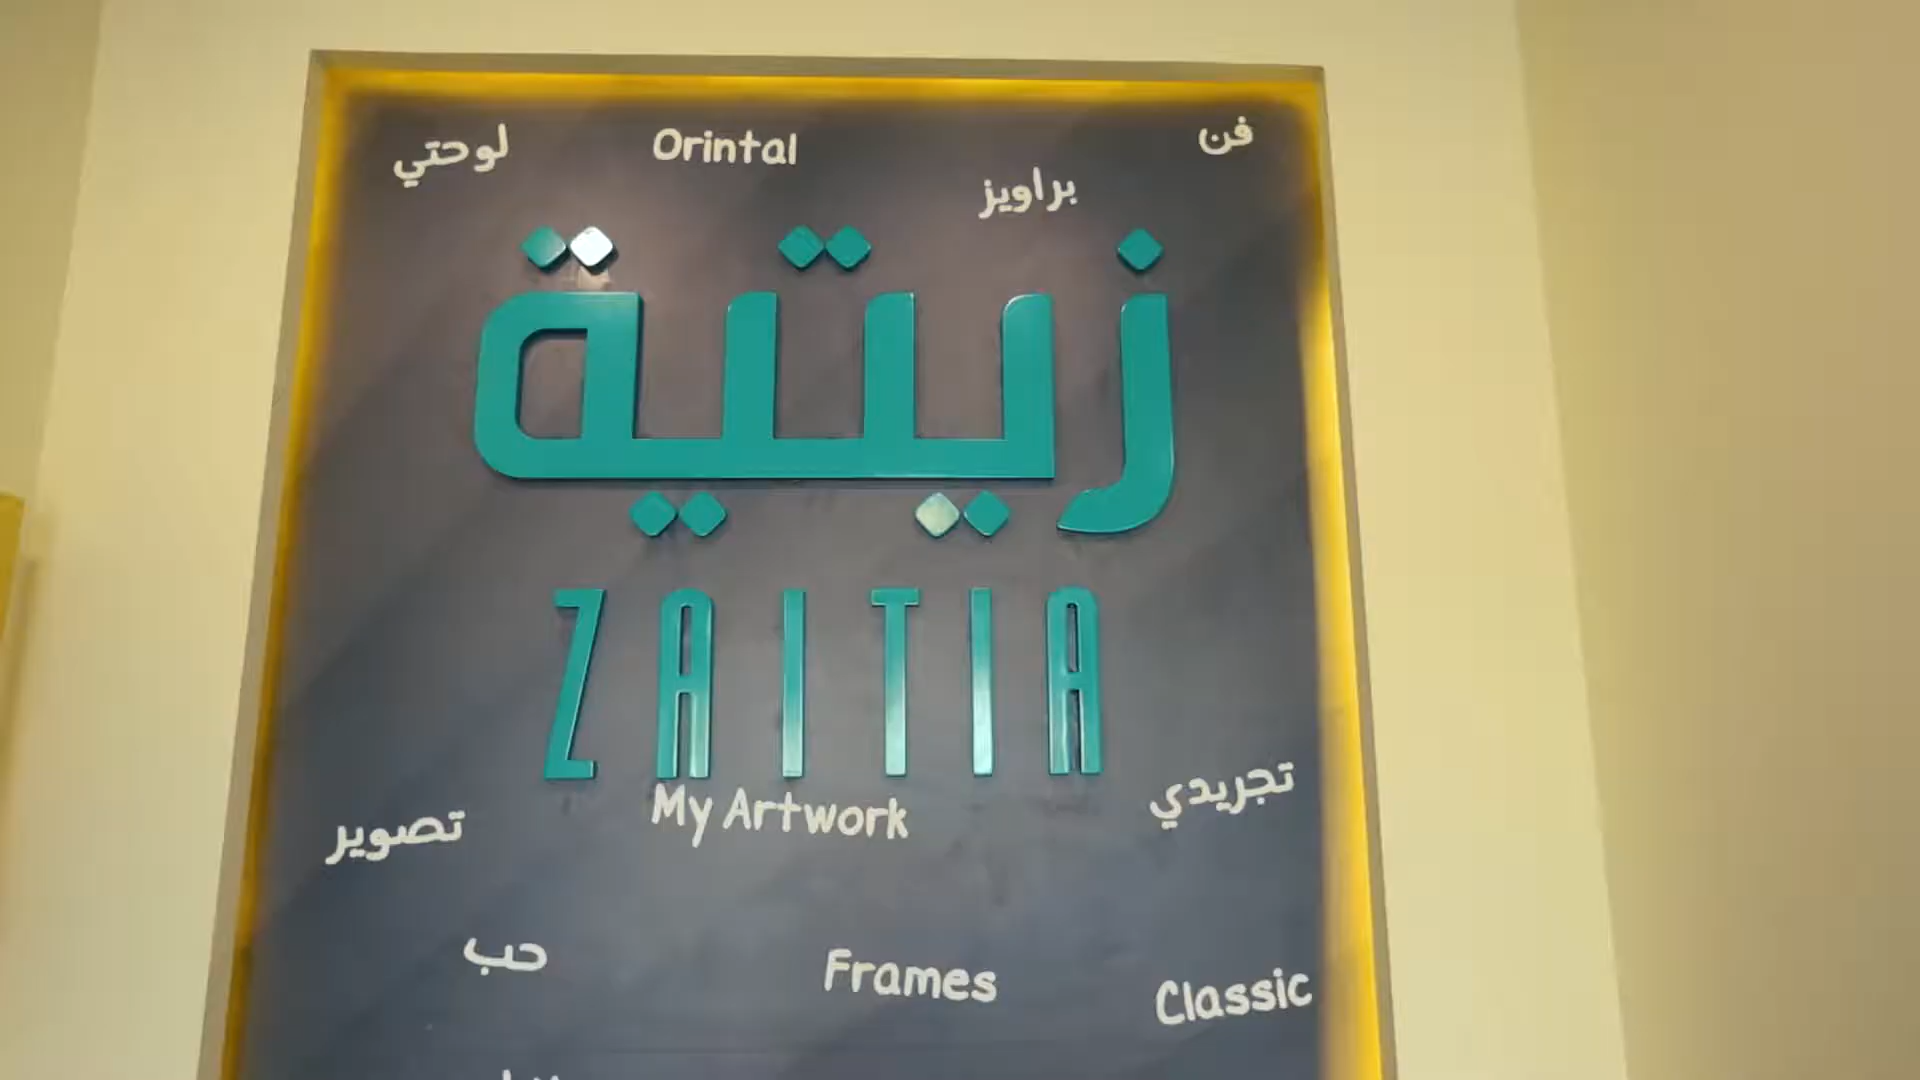 لوحتي
Orintal
فن
براويز
زيتية
ZAITIA
My Artwork
تجريدي
تصوير
حب
Frames
Classic